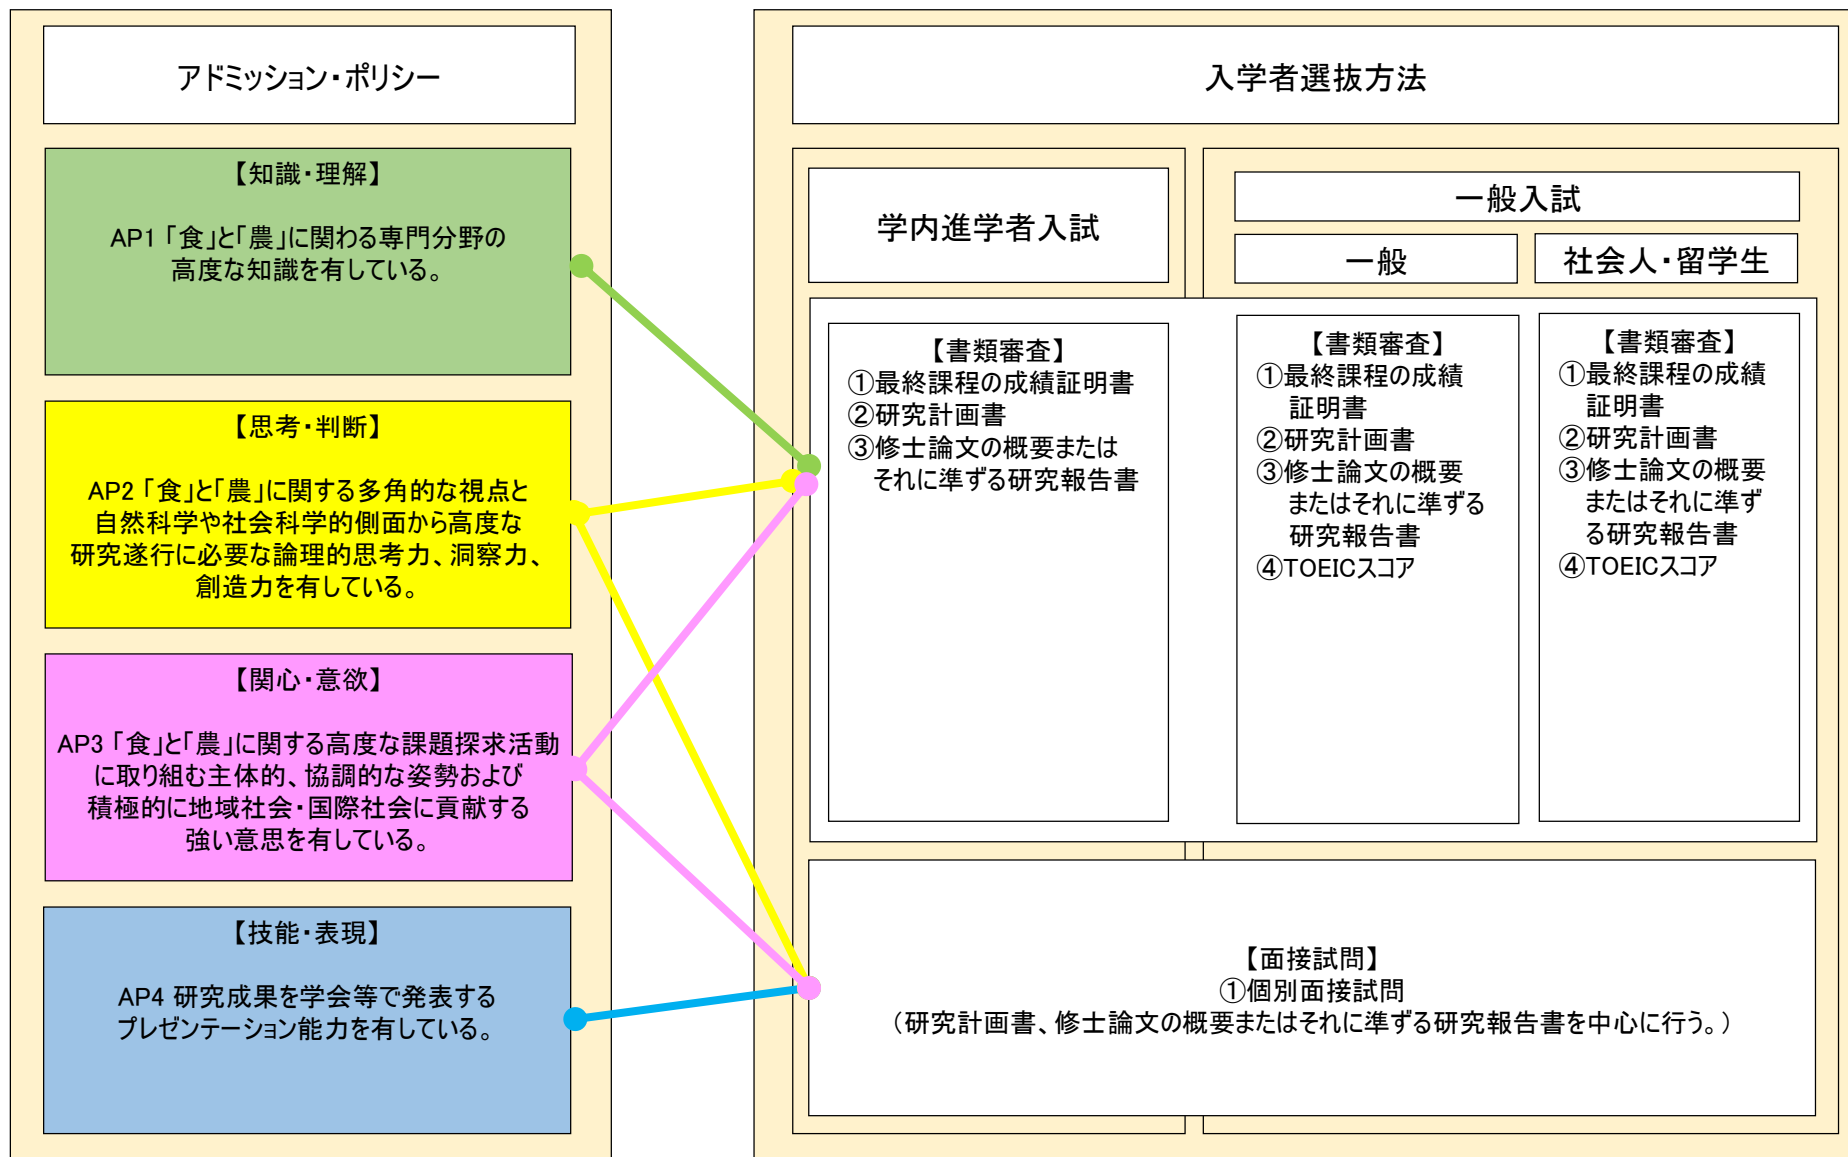 アドミッション・ポリシー
【知識・理解】
AP1 「食」と「農」に関わる専門分野の
高度な知識を有している。
【思考・判断】
AP2 「食」と「農」に関する多角的な視点と
自然科学や社会科学的側面から高度な
研究遂行に必要な論理的思考力、洞察力、
創造力を有している。
【関心・意欲】
AP3 「食」と「農」に関する高度な課題探求活動
に取り組む主体的、協調的な姿勢および
積極的に地域社会・国際社会に貢献する
強い意思を有している。
【技能・表現】
AP4 研究成果を学会等で発表する
プレゼンテーション能力を有している。
入学者選抜方法
学内進学者入試
一般入試
一般
社会人・留学生
【書類審査】
①最終課程の成績証明書
②研究計画書
③修士論文の概要または
それに準ずる研究報告書
【書類審査】
①最終課程の成績
証明書
②研究計画書
③修士論文の概要
またはそれに準ずる
研究報告書
④TOEICスコア
【書類審査】
①最終課程の成績
証明書
②研究計画書
③修士論文の概要
またはそれに準ず
る研究報告書
④TOEICスコア
【面接試問】
①個別面接試問
（研究計画書、修士論文の概要またはそれに準ずる研究報告書を中心に行う。）